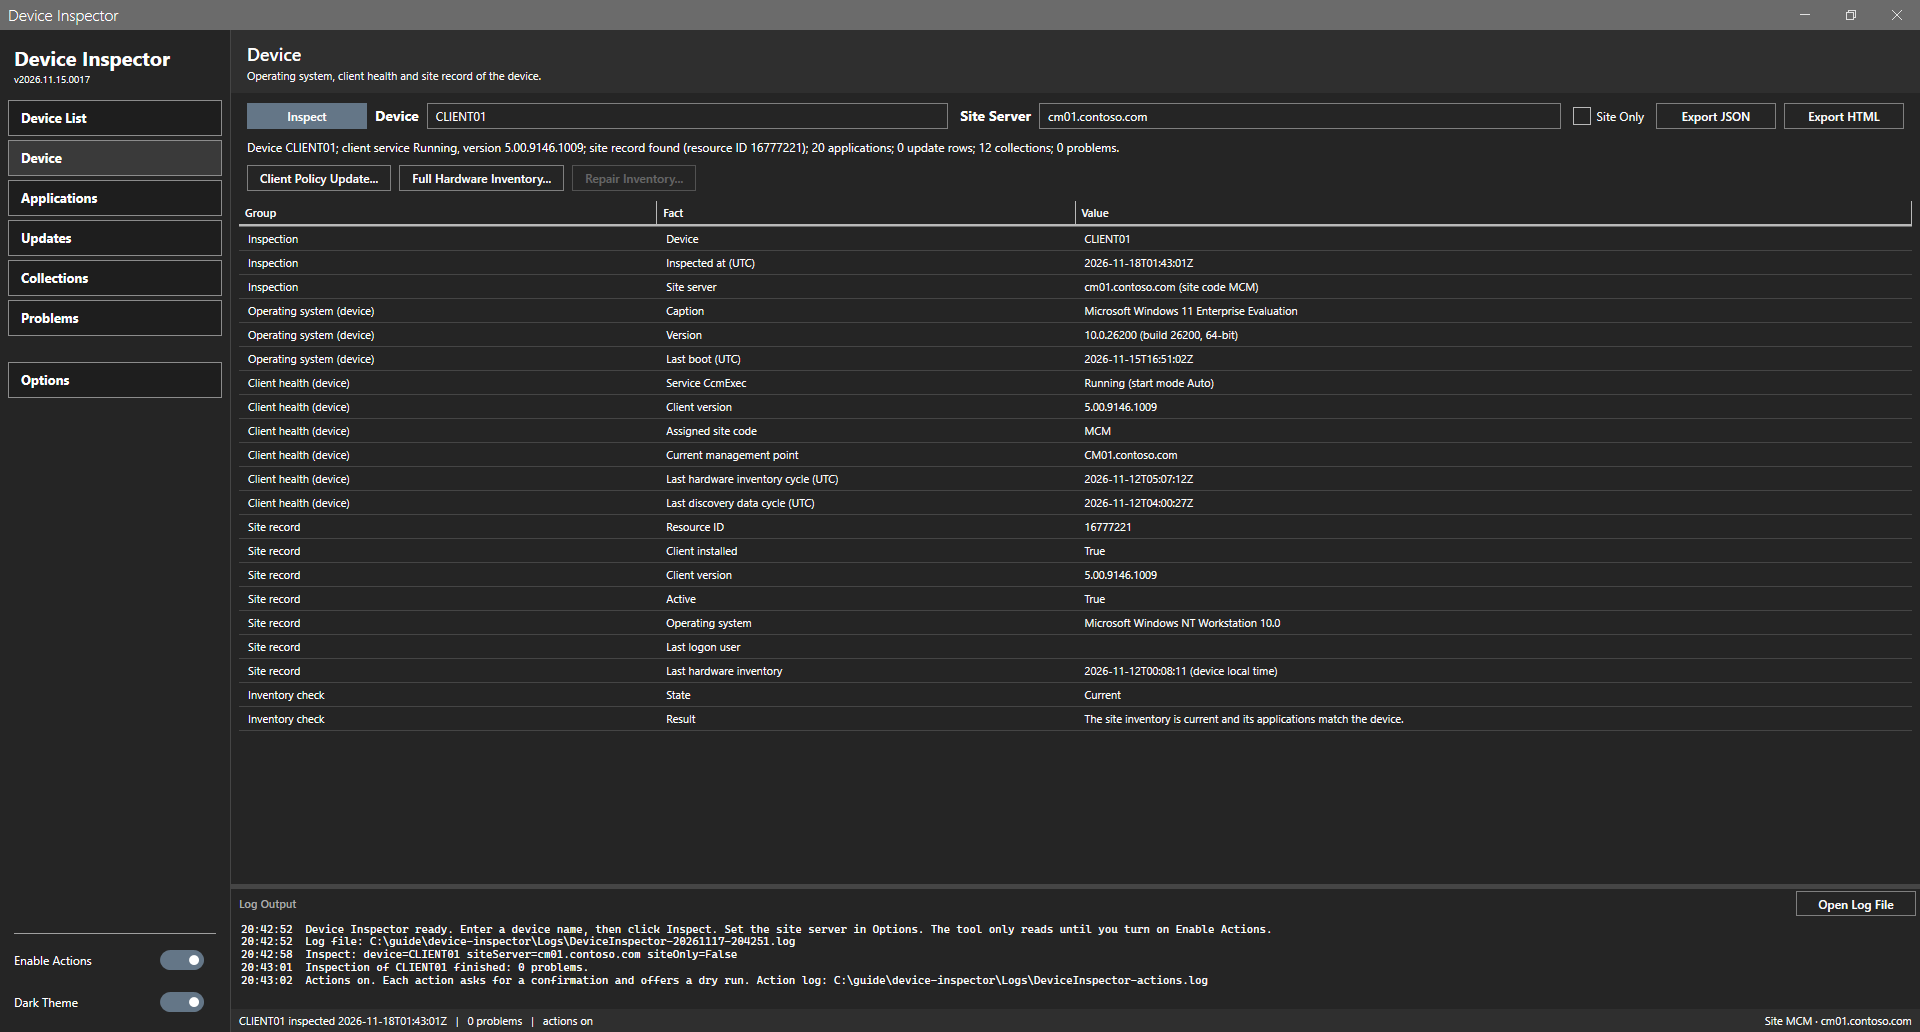 Device Inspector
Device Inspector
v2026.11.15.0017
Device List
Device
Applications
Updates
Collections
Problems
Options
Enable Actions
Dark Theme
Device
Operating system, client health and site record of the device.
Inspect Device CLIENT01 Site Server cm01.contoso.com Site Only Export JSON Export HTML
Device CLIENT01; client service Running, version 5.00.9146.1009; site record found (resource ID 16777221); 20 applications; 0 update rows; 12 collections; 0 problems.
Client Policy Update... Full Hardware Inventory... Repair Inventory...
Group Fact Value
Inspection Device CLIENT01
Inspection Inspected at (UTC) 2026-11-18T01:43:01Z
Inspection Site server cm01.contoso.com (site code MCM)
Operating system (device) Caption Microsoft Windows 11 Enterprise Evaluation
Operating system (device) Version 10.0.26200 (build 26200, 64-bit)
Operating system (device) Last boot (UTC) 2026-11-15T16:51:02Z
Client health (device) Service CcmExec Running (start mode Auto)
Client health (device) Client version 5.00.9146.1009
Client health (device) Assigned site code MCM
Client health (device) Current management point CM01.contoso.com
Client health (device) Last hardware inventory cycle (UTC) 2026-11-12T05:07:12Z
Client health (device) Last discovery data cycle (UTC) 2026-11-12T04:00:27Z
Site record Resource ID 16777221
Site record Client installed True
Site record Client version 5.00.9146.1009
Site record Active True
Site record Operating system Microsoft Windows NT Workstation 10.0
Site record Last logon user
Site record Last hardware inventory 2026-11-12T00:08:11 (device local time)
Inventory check State Current
Inventory check Result The site inventory is current and its applications match the device.
Log Output Open Log File
20:42:52 Device Inspector ready. Enter a device name, then click Inspect. Set the site server in Options. The tool only reads until you turn on Enable Actions.
20:42:52 Log file: C:\guide\device-inspector\Logs\DeviceInspector-20261117-204251.log
20:42:58 Inspect: device=CLIENT01 siteServer=cm01.contoso.com siteOnly=False
20:43:01 Inspection of CLIENT01 finished: 0 problems.
20:43:02 Actions on. Each action asks for a confirmation and offers a dry run. Action log: C:\guide\device-inspector\Logs\DeviceInspector-actions.log
CLIENT01 inspected 2026-11-18T01:43:01Z | 0 problems | actions on Site MCM · cm01.contoso.com